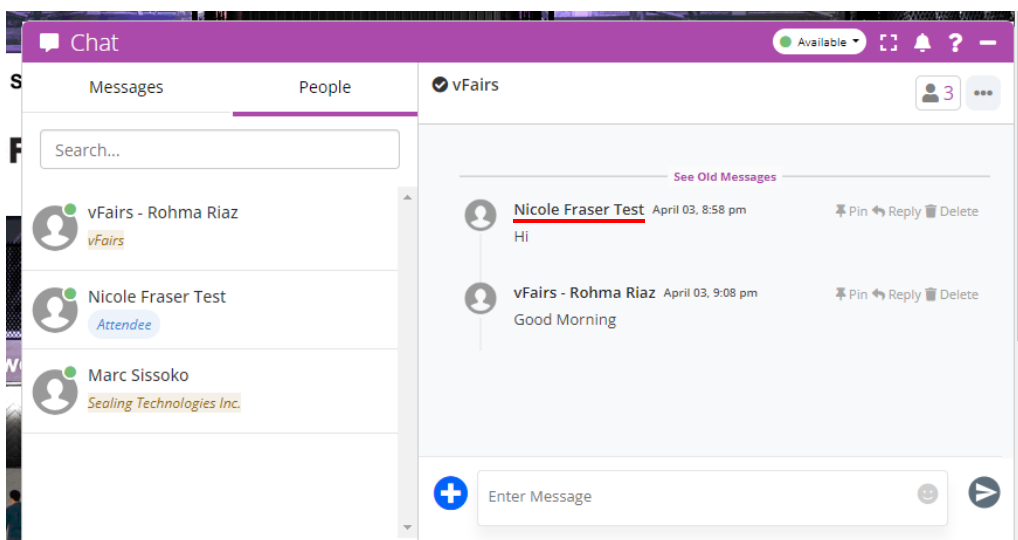 Chat
Available
?
Messages
People
Search...
vFairs - Rohma Riaz
vFairs
Nicole Fraser Test
Attendee
Marc Sissoko
Sealing Technologies Inc.
vFairs
3
See Old Messages
Nicole Fraser Test April 03, 8:58 pm Pin Reply Delete
Hi
vFairs - Rohma Riaz April 03, 9:08 pm Pin Reply Delete
Good Morning
Enter Message